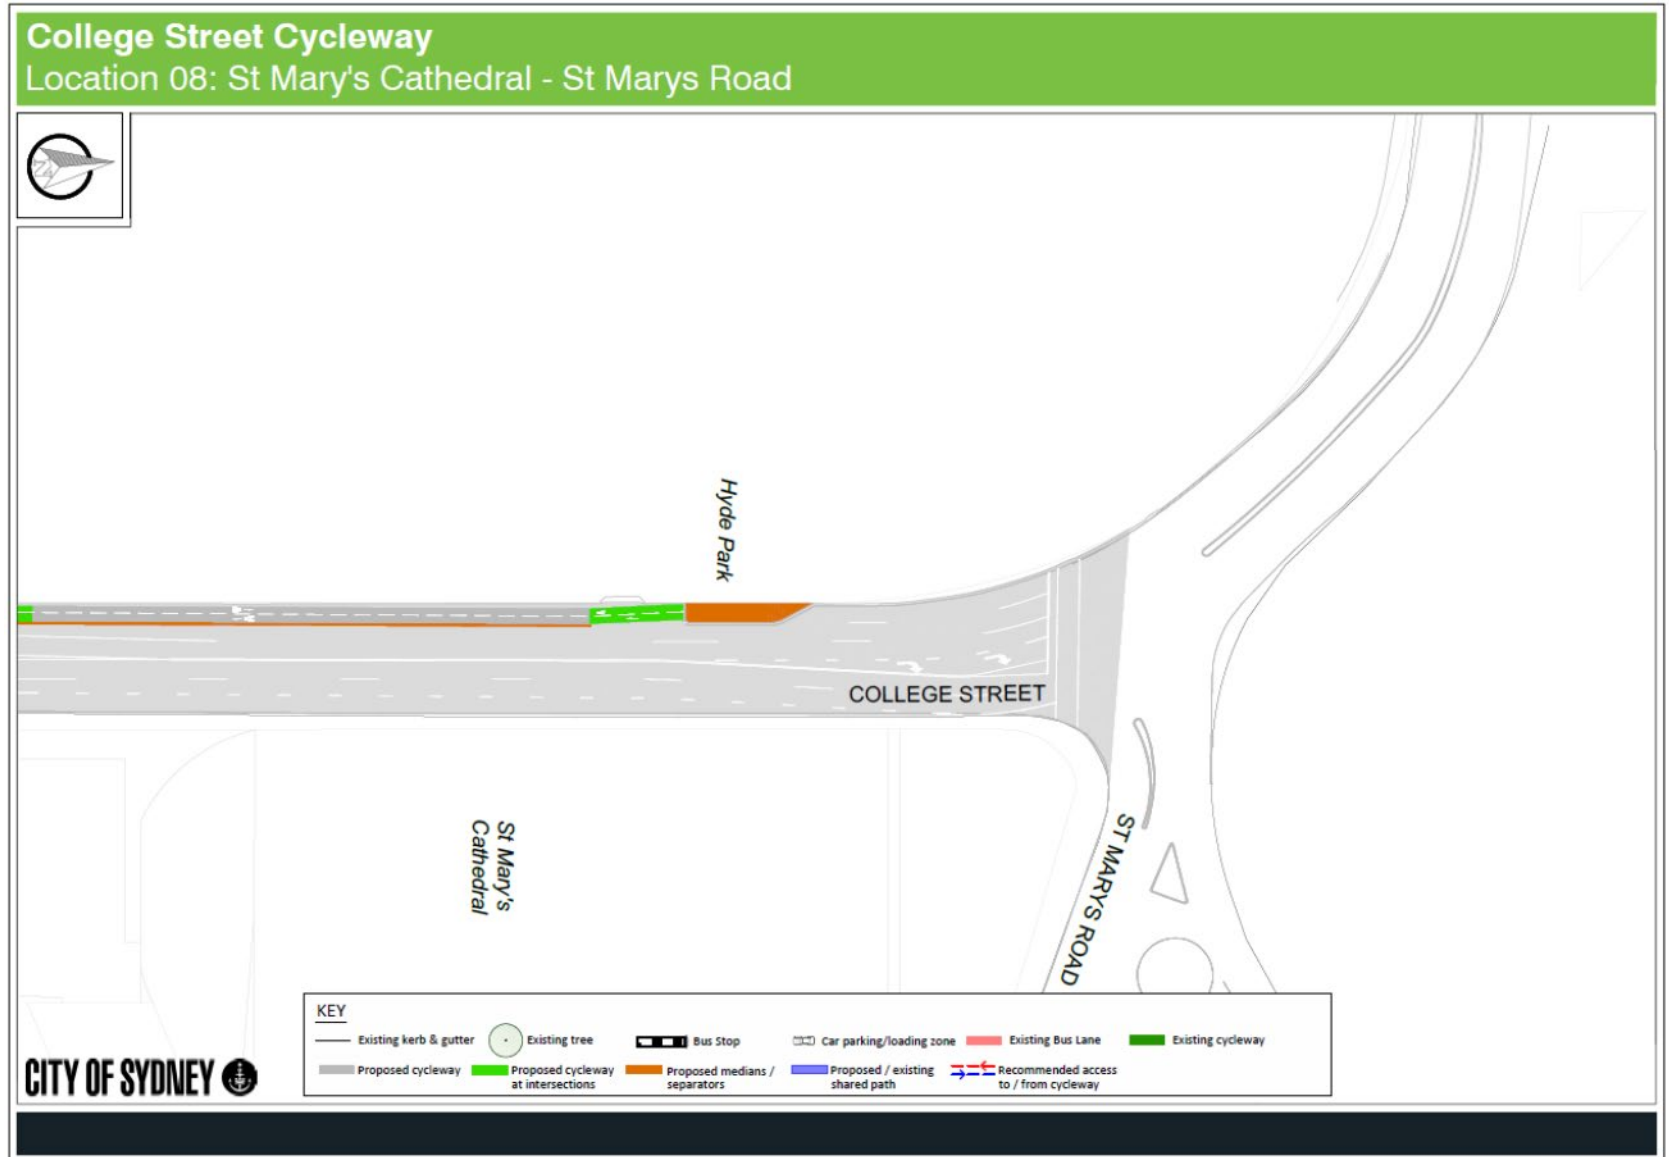 College Street Cycleway
Location 08: St Mary's Cathedral - St Marys Road
Hyde Park
COLLEGE STREET
St Mary's
Cathedral
ST MARYS ROAD
KEY
Existing kerb & gutter
Existing tree
Bus Stop
Car parking/loading zone
Existing Bus Lane
Existing cycleway
Proposed cycleway
Proposed cycleway
at intersections
Proposed medians /
separators
Proposed / existing
shared path
Recommended access
to / from cycleway
CITY OF SYDNEY